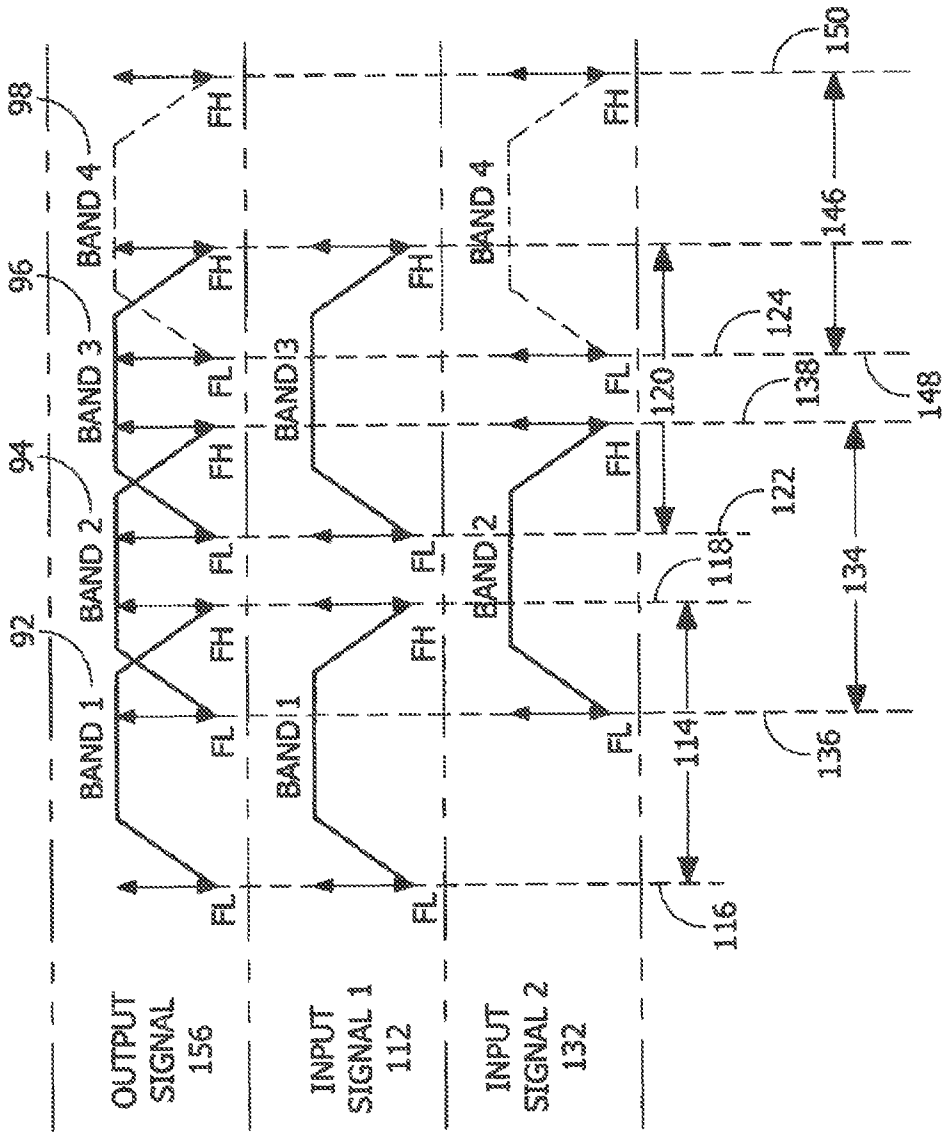 92
94
96
98
BAND 1
BAND 2
BAND 3
BAND 4
OUTPUT
SIGNAL
156
FL
FL
FH
FL
FH
FL
FH
FH
BAND 1
BAND 3
INPUT
SIGNAL 1
112
FL
FH
FL
FH
BAND 2
BAND 4
INPUT
SIGNAL 2
132
FL
FH
FL
FH
116
114
118
122
120
124
136
134
138
148
146
150